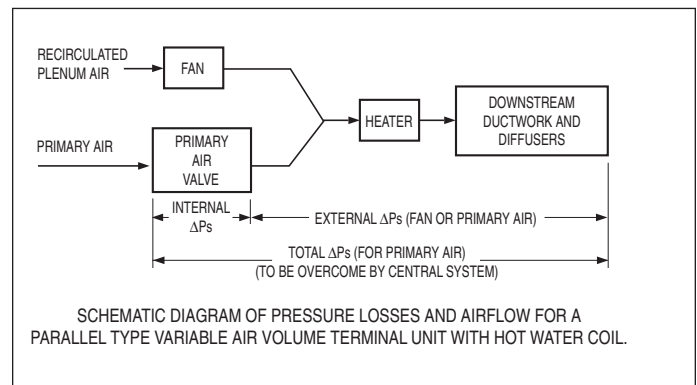 RECIRCULATED
PLENUM AIR
FAN
PRIMARY AIR
PRIMARY
AIR
VALVE
HEATER
DOWNSTREAM
DUCTWORK AND
DIFFUSERS
INTERNAL
ΔPs
EXTERNAL ΔPs (FAN OR PRIMARY AIR)
TOTAL ΔPs (FOR PRIMARY AIR)
(TO BE OVERCOME BY CENTRAL SYSTEM)
SCHEMATIC DIAGRAM OF PRESSURE LOSSES AND AIRFLOW FOR A
PARALLEL TYPE VARIABLE AIR VOLUME TERMINAL UNIT WITH HOT WATER COIL.